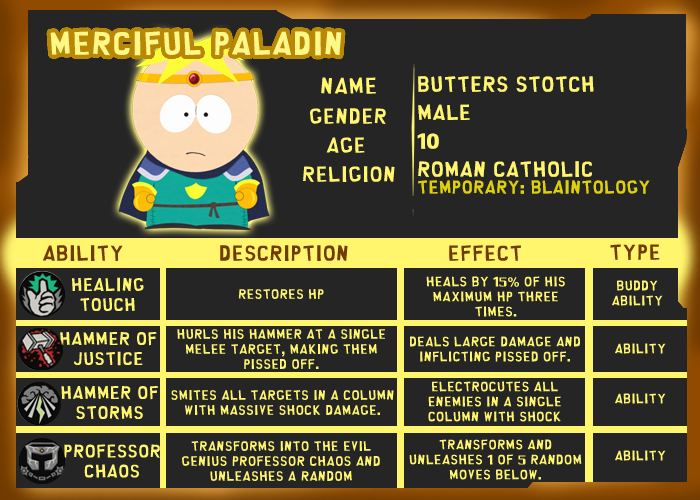 MERCIFUL PALADIN
NAME BUTTERS STOTCH
GENDER MALE
AGE 10
RELIGION ROMAN CATHOLIC
TEMPORARY: BLAINTOLOGY
ABILITY DESCRIPTION EFFECT TYPE
HEALING
TOUCH
RESTORES HP
HEALS BY 15% OF HIS
MAXIMUM HP THREE
TIMES.
BUDDY
ABILITY
HAMMER OF
JUSTICE
HURLS HIS HAMMER AT A SINGLE
MELEE TARGET, MAKING THEM
PISSED OFF.
DEALS LARGE DAMAGE AND
INFLICTING PISSED OFF.
ABILITY
HAMMER OF
STORMS
SMITES ALL TARGETS IN A COLUMN
WITH MASSIVE SHOCK DAMAGE.
ELECTROCUTES ALL
ENEMIES IN A SINGLE
COLUMN WITH SHOCK
ABILITY
PROFESSOR
CHAOS
TRANSFORMS INTO THE EVIL
GENIUS PROFESSOR CHAOS AND
UNLEASHES A RANDOM
TRANSFORMS AND
UNLEASHES 1 OF 5 RANDOM
MOVES BELOW.
ABILITY